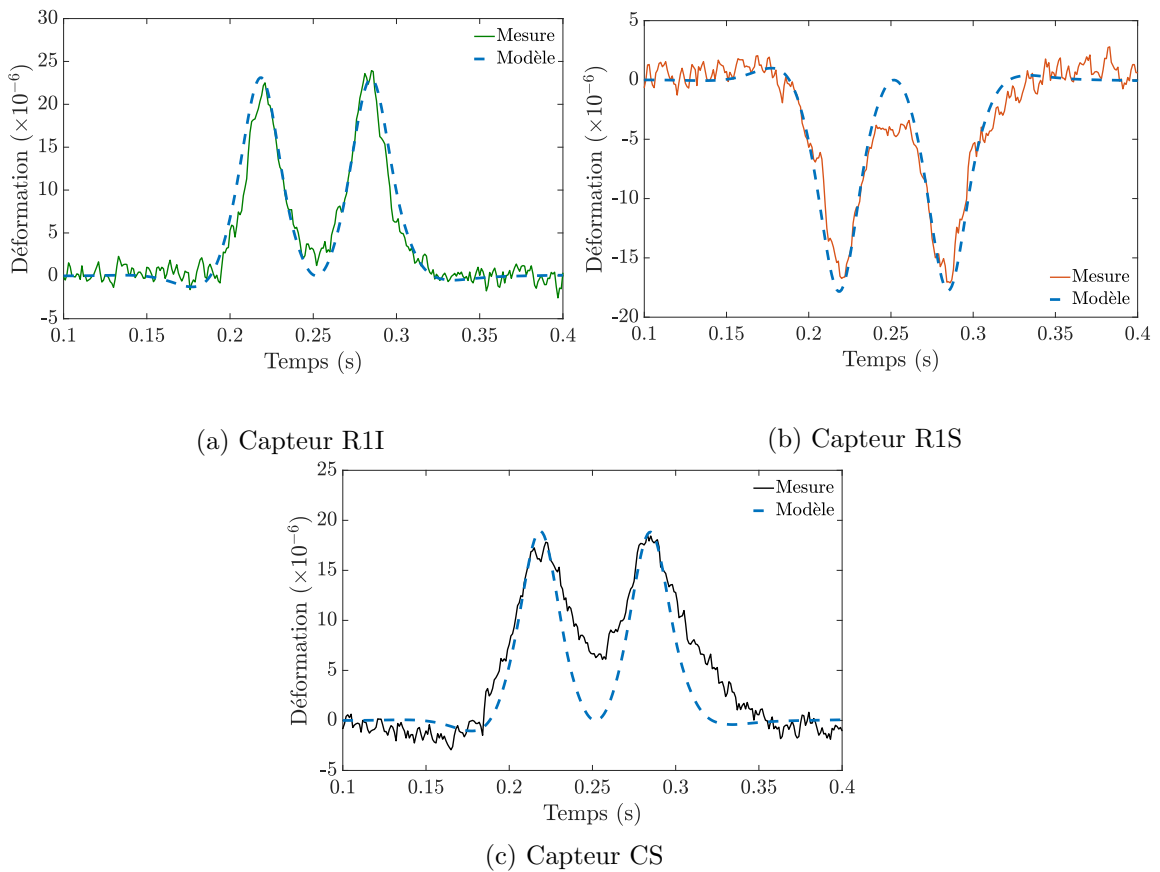 30
25
20
15
10
5
0
-5
Déformation (×10⁻⁶)
0.1 0.15 0.2 0.25 0.3 0.35 0.4
Temps (s)
Mesure
Modèle
(a) Capteur R1I
5
0
-5
-10
-15
-20
Déformation (×10⁻⁶)
0.1 0.15 0.2 0.25 0.3 0.35 0.4
Temps (s)
Mesure
Modèle
(b) Capteur R1S
25
20
15
10
5
0
-5
Déformation (×10⁻⁶)
0.1 0.15 0.2 0.25 0.3 0.35 0.4
Temps (s)
Mesure
Modèle
(c) Capteur CS